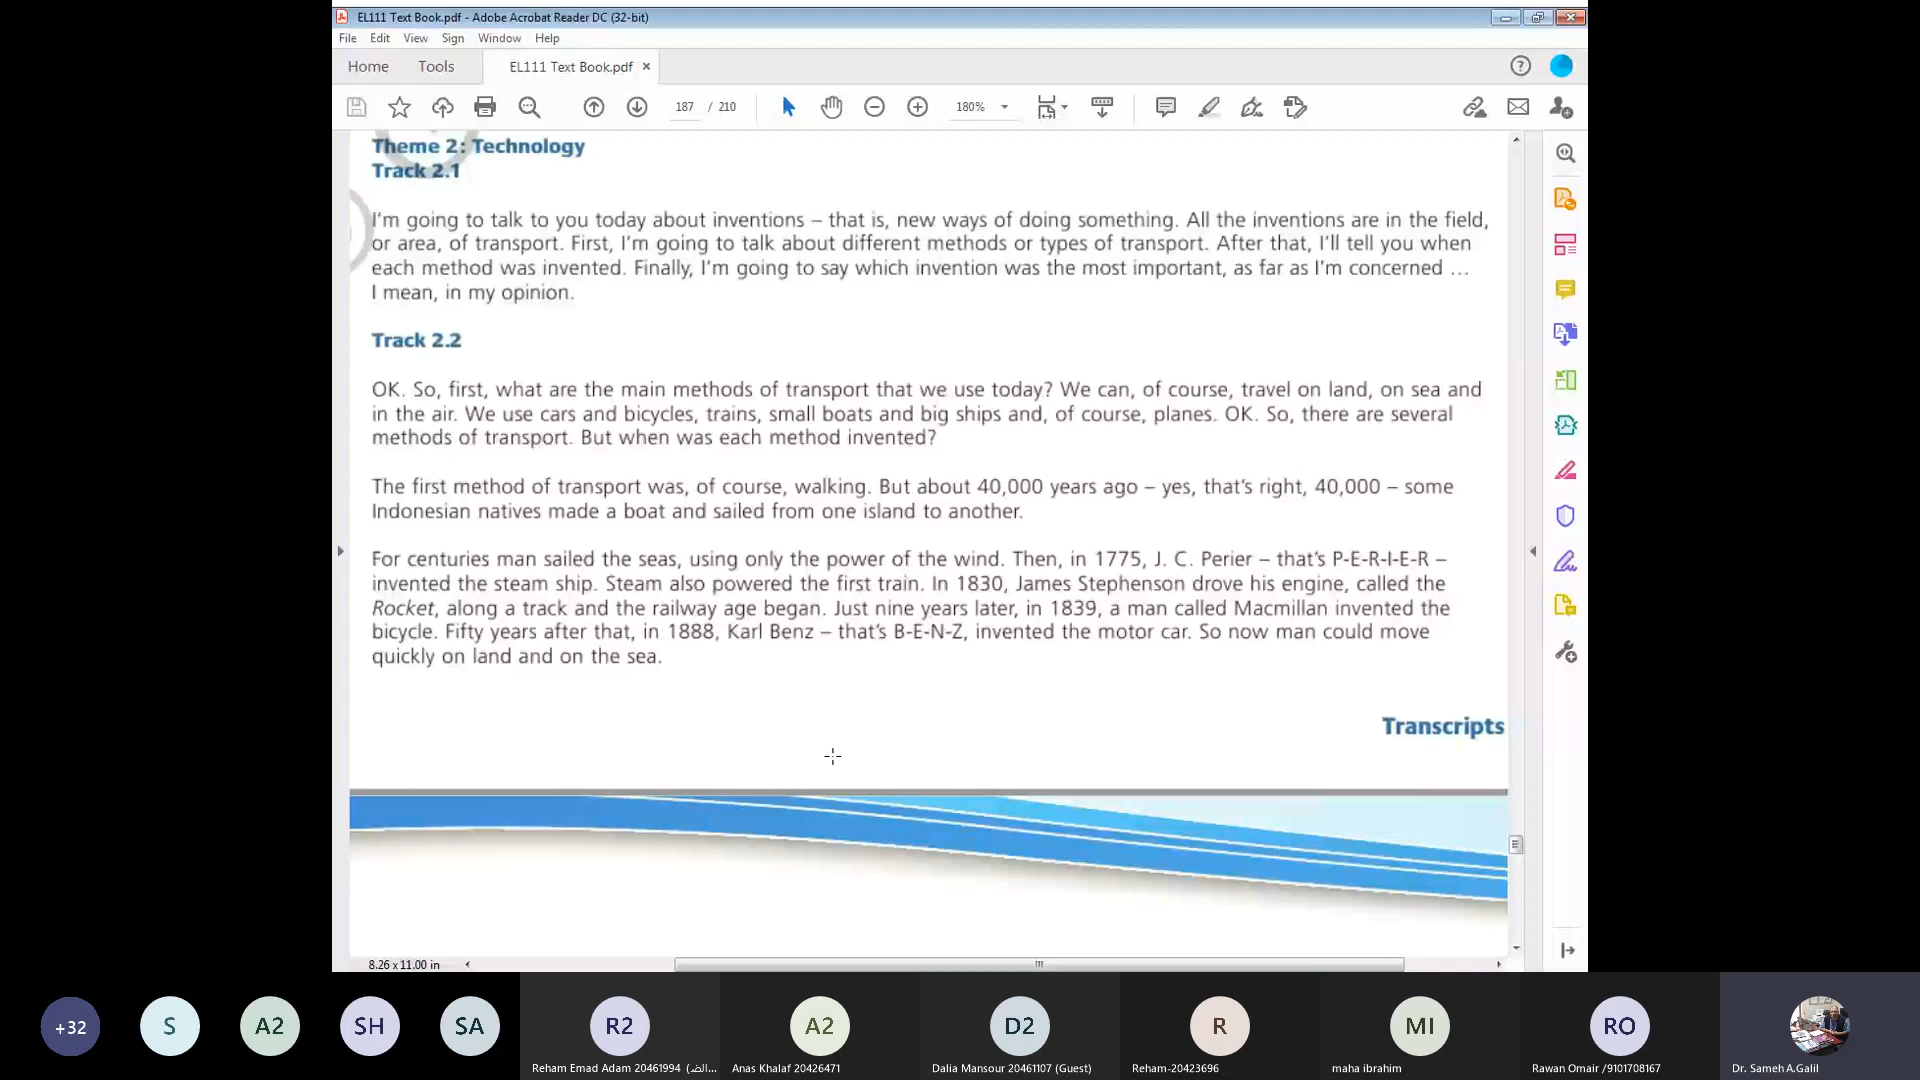 EL111 Text Book.pdf - Adobe Acrobat Reader DC (32-bit)
File Edit View Sign Window Help
Home Tools EL111 Text Book.pdf
187 / 210 180%
Theme 2: Technology
Track 2.1
I'm going to talk to you today about inventions – that is, new ways of doing something. All the inventions are in the field,
or area, of transport. First, I'm going to talk about different methods or types of transport. After that, I'll tell you when
each method was invented. Finally, I'm going to say which invention was the most important, as far as I'm concerned …
I mean, in my opinion.
Track 2.2
OK. So, first, what are the main methods of transport that we use today? We can, of course, travel on land, on sea and
in the air. We use cars and bicycles, trains, small boats and big ships and, of course, planes. OK. So, there are several
methods of transport. But when was each method invented?
The first method of transport was, of course, walking. But about 40,000 years ago – yes, that's right, 40,000 – some
Indonesian natives made a boat and sailed from one island to another.
For centuries man sailed the seas, using only the power of the wind. Then, in 1775, J. C. Perier – that's P-E-R-I-E-R –
invented the steam ship. Steam also powered the first train. In 1830, James Stephenson drove his engine, called the
Rocket, along a track and the railway age began. Just nine years later, in 1839, a man called Macmillan invented the
bicycle. Fifty years after that, in 1888, Karl Benz – that's B-E-N-Z, invented the motor car. So now man could move
quickly on land and on the sea.
Transcripts
8.26 x 11.00 in
+32 S A2 SH SA R2 A2 D2 R MI RO
Reham Emad Adam 20461994 (الضـ... Anas Khalaf 20426471 Dalia Mansour 20461107 (Guest) Reham-20423696 maha ibrahim Rawan Omair /9101708167 Dr. Sameh A.Galil